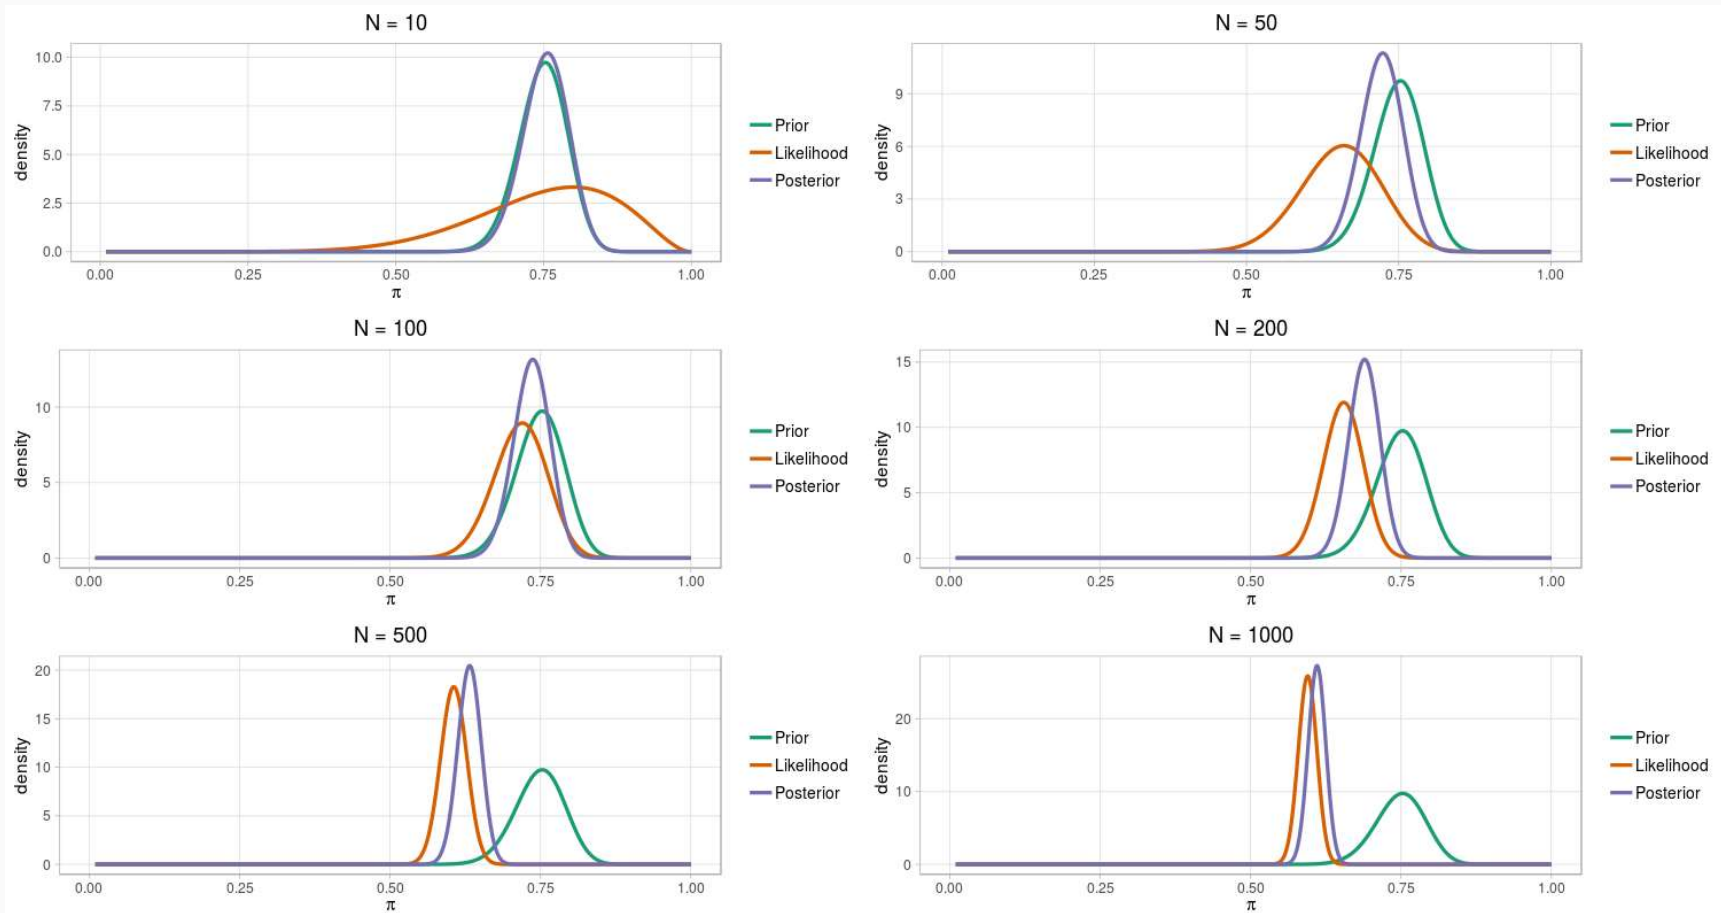 N = 10
density
10.0
7.5
5.0
2.5
0.0
0.00 0.25 0.50 0.75 1.00
π
Prior
Likelihood
Posterior
N = 50
density
9
6
3
0
0.00 0.25 0.50 0.75 1.00
π
Prior
Likelihood
Posterior
N = 100
density
10
5
0
0.00 0.25 0.50 0.75 1.00
π
Prior
Likelihood
Posterior
N = 200
density
15
10
5
0
0.00 0.25 0.50 0.75 1.00
π
Prior
Likelihood
Posterior
N = 500
density
20
15
10
5
0
0.00 0.25 0.50 0.75 1.00
π
Prior
Likelihood
Posterior
N = 1000
density
20
10
0
0.00 0.25 0.50 0.75 1.00
π
Prior
Likelihood
Posterior